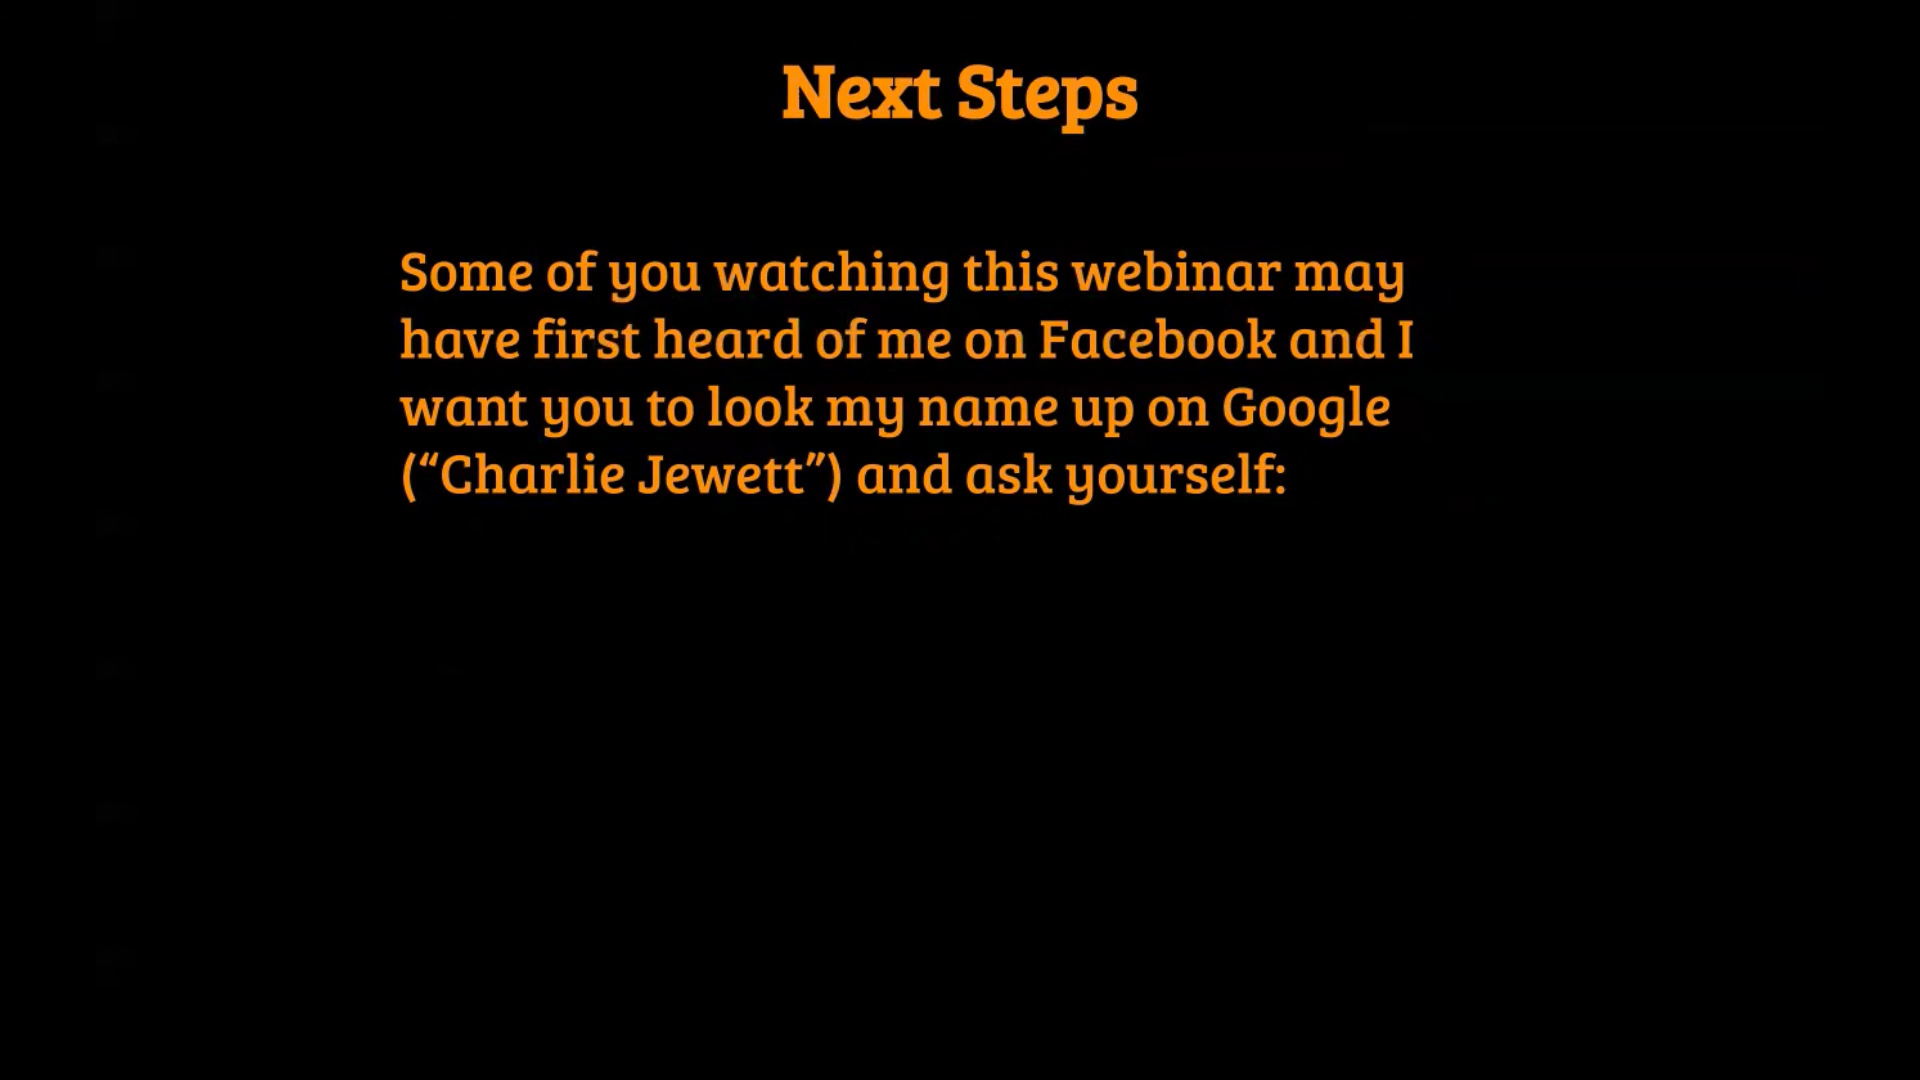 Next Steps
Some of you watching this webinar may
have first heard of me on Facebook and I
want you to look my name up on Google
(“Charlie Jewett”) and ask yourself: